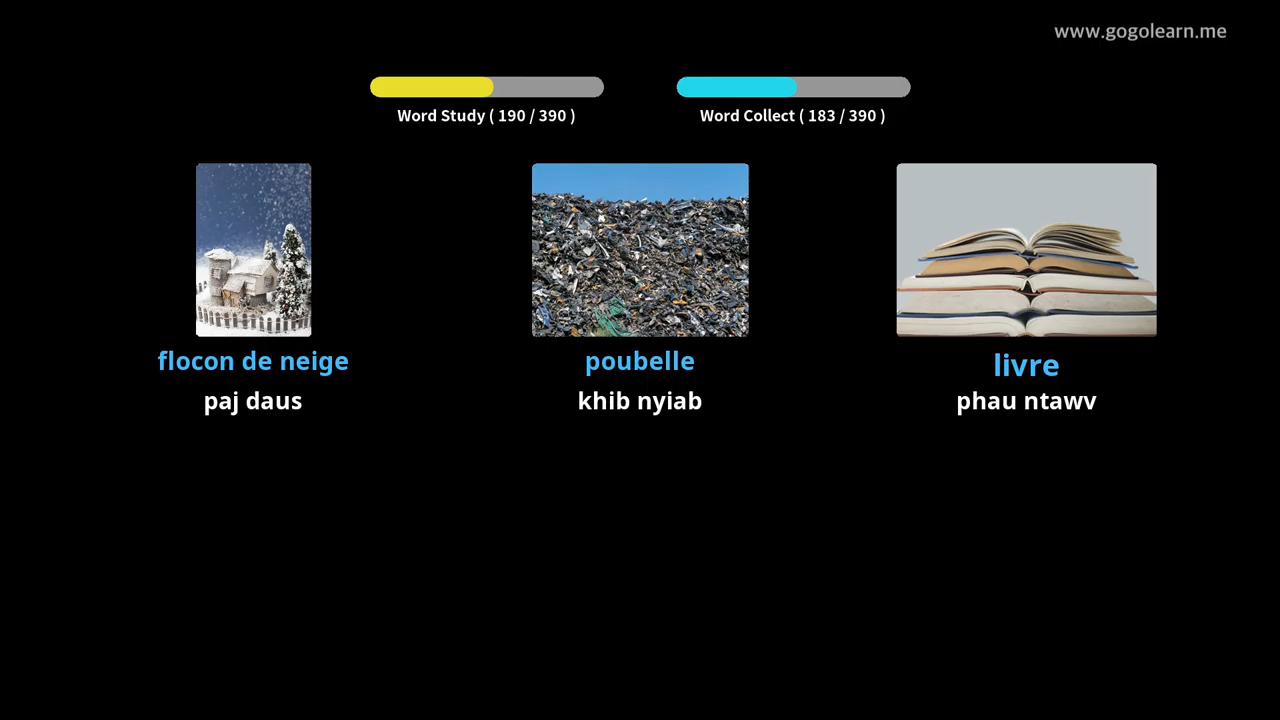 www.gogolearn.me
Word Study ( 190 / 390 )
Word Collect ( 183 / 390 )
flocon de neige
paj daus
poubelle
khib nyiab
livre
phau ntawv